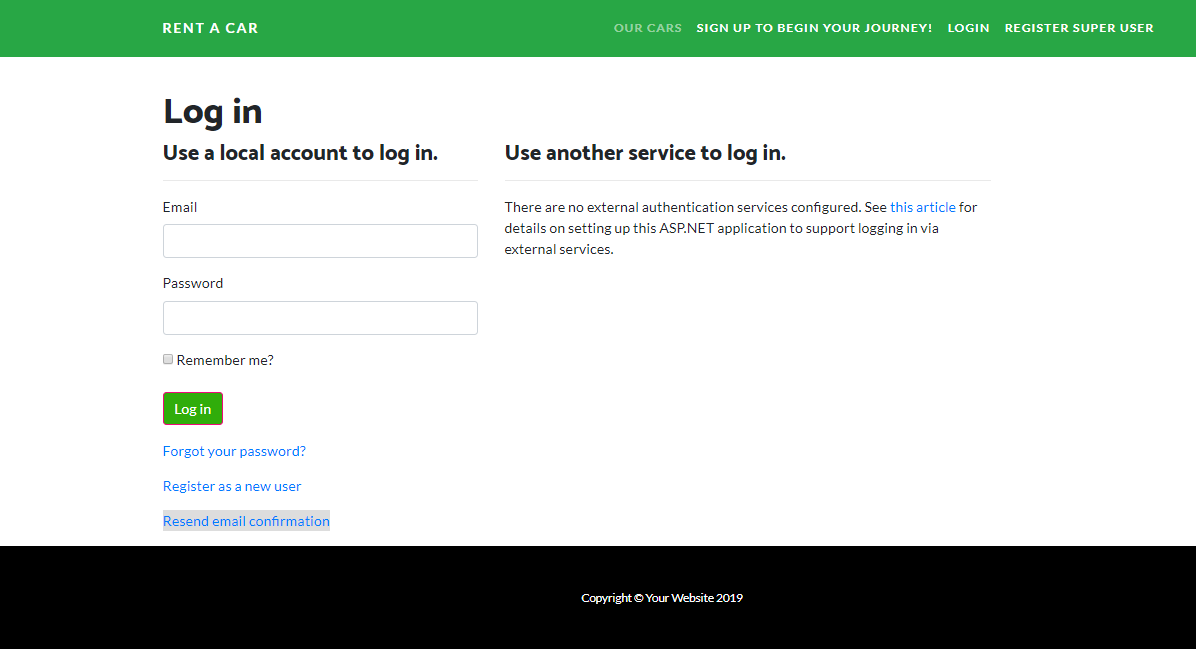 RENT A CAR
OUR CARS SIGN UP TO BEGIN YOUR JOURNEY! LOGIN REGISTER SUPER USER
Log in
Use a local account to log in.
Email
Password
Remember me?
Log in
Forgot your password?
Register as a new user
Resend email confirmation
Use another service to log in.
There are no external authentication services configured. See this article for
details on setting up this ASP.NET application to support logging in via
external services.
Copyright © Your Website 2019